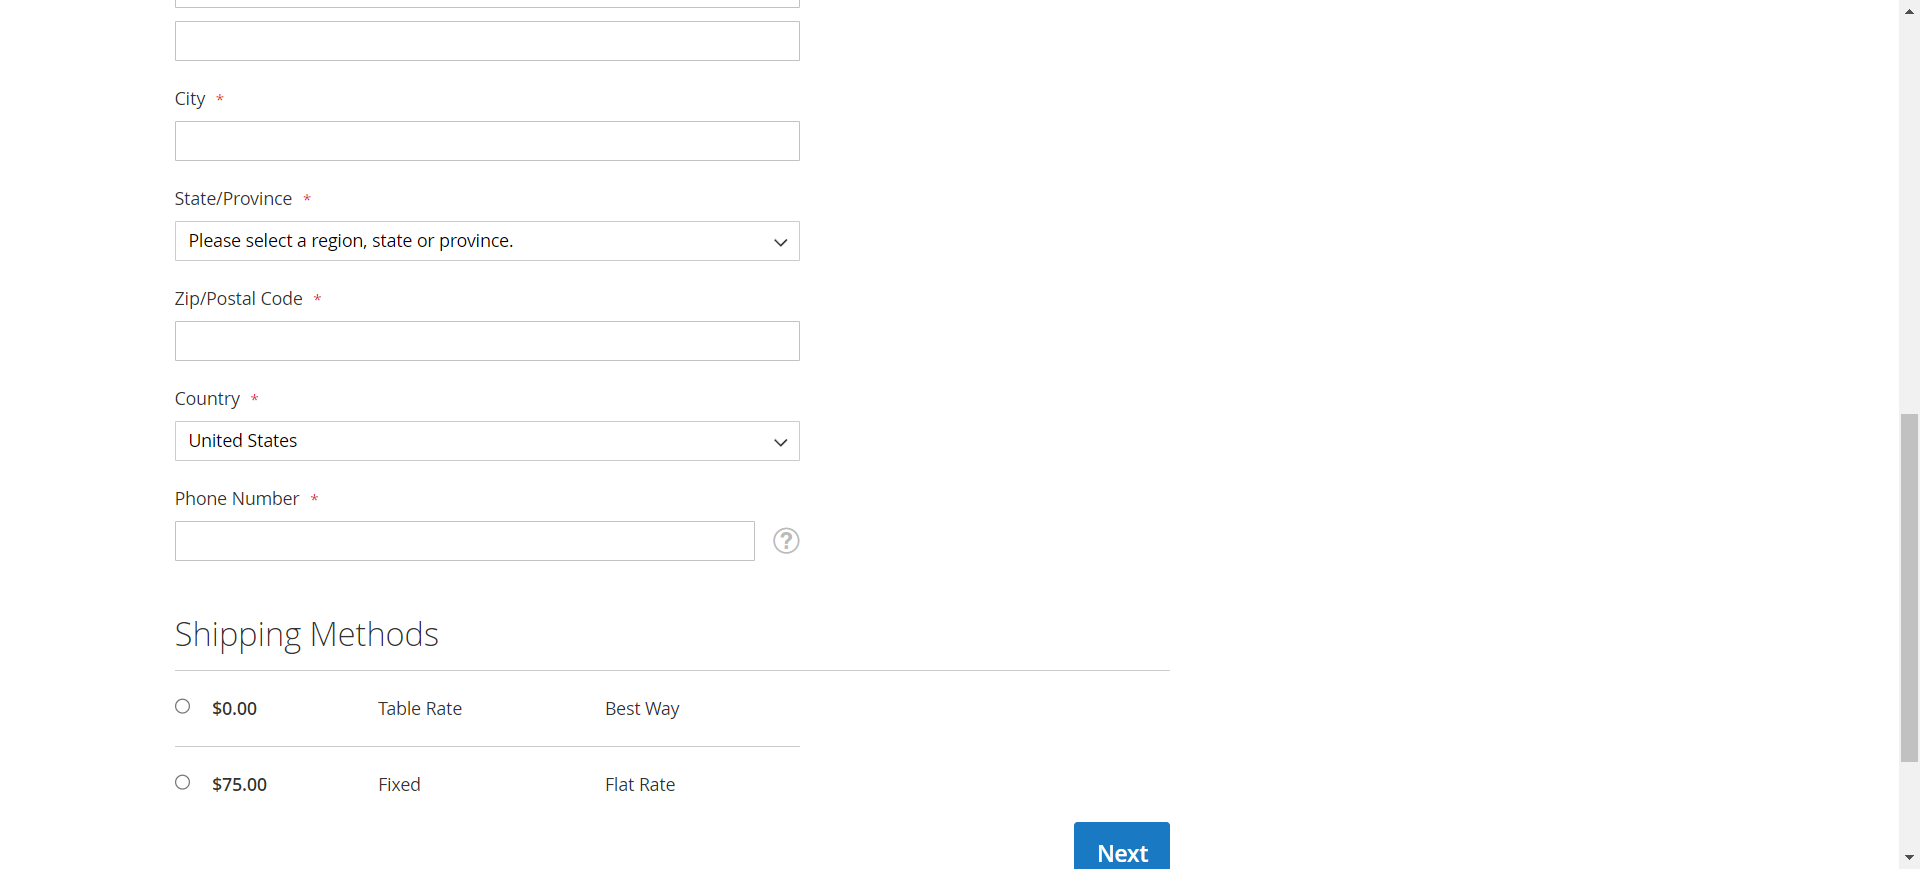 City *
State/Province *
Please select a region, state or province.
Zip/Postal Code *
Country *
United States
Phone Number *
?
Shipping Methods
$0.00 Table Rate Best Way
$75.00 Fixed Flat Rate
Next